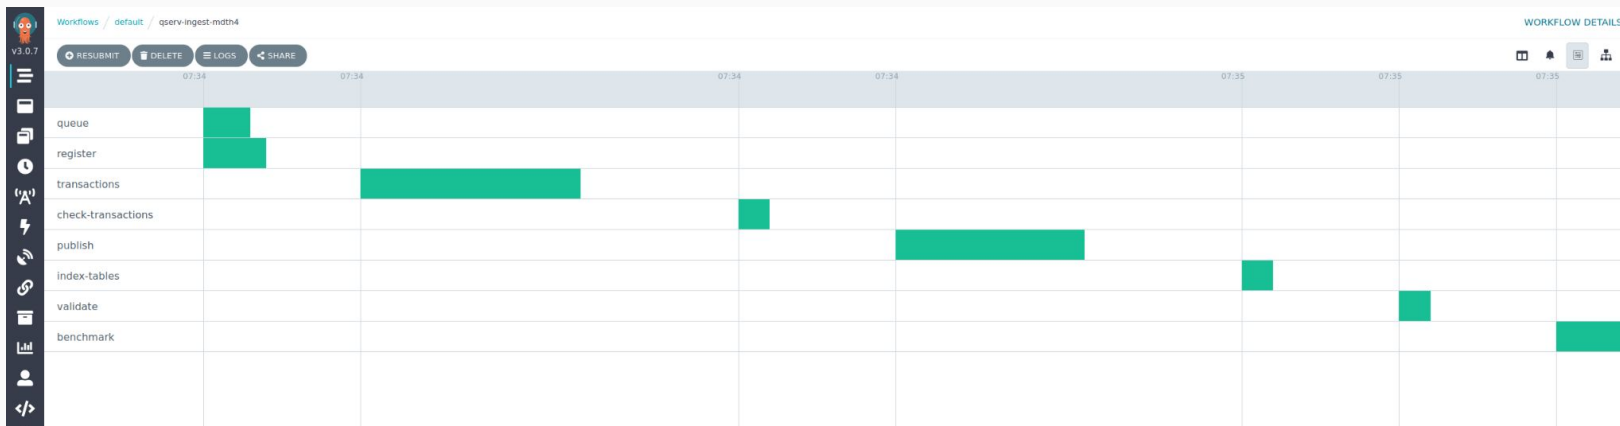 Workflows / default / qserv-ingest-mdth4
WORKFLOW DETAILS
v3.0.7
RESUBMIT DELETE LOGS SHARE
07:34 07:34 07:34 07:34 07:35 07:35 07:35
queue
register
transactions
check-transactions
publish
index-tables
validate
benchmark